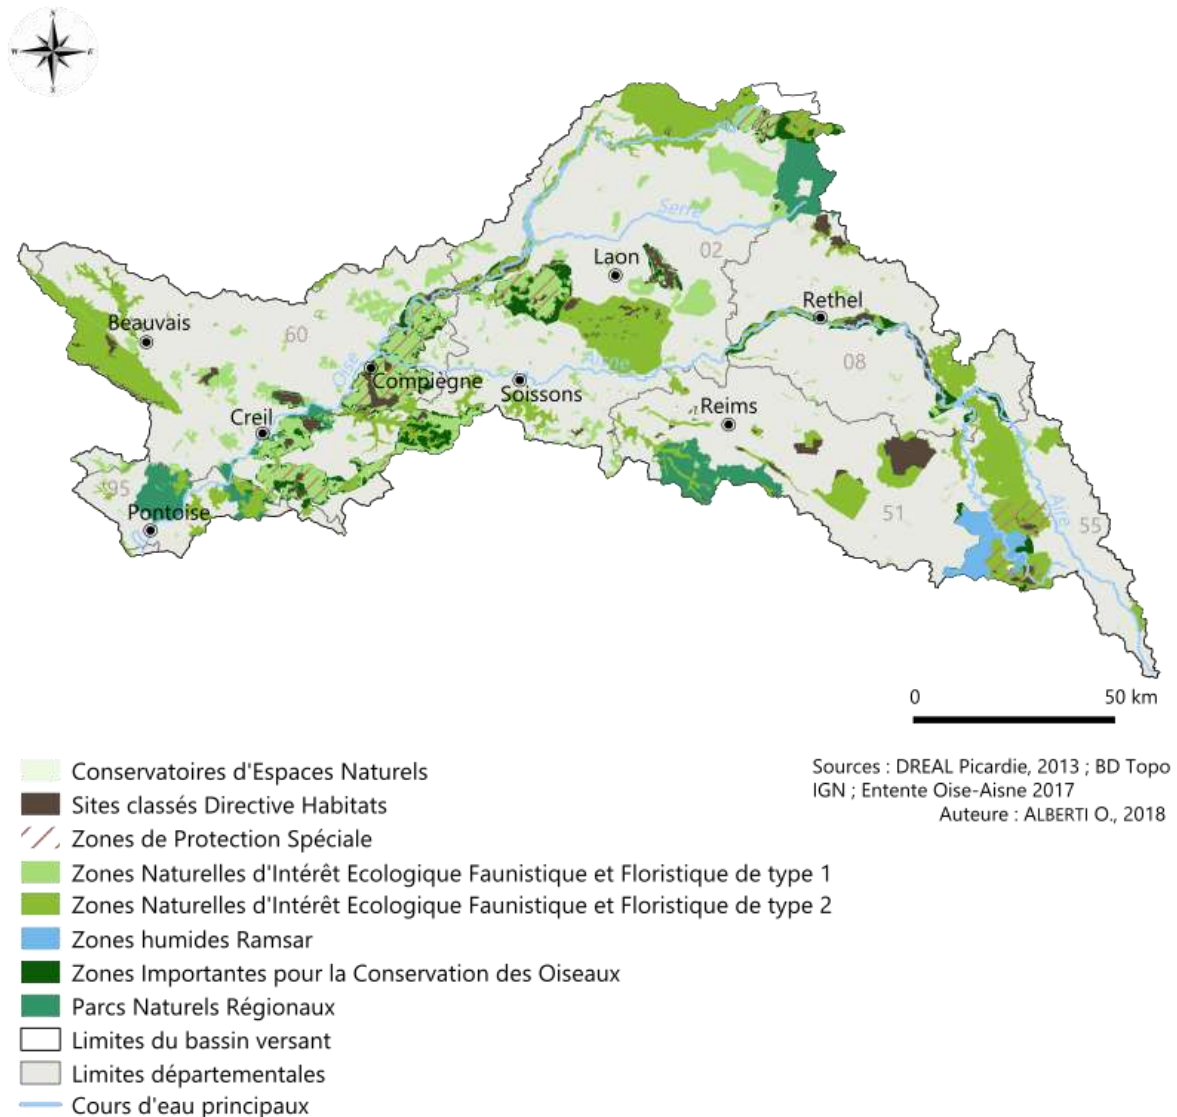 N
W E
S
Serre
Laon
02
Rethel
Beauvais
60
Oise
Aisne
08
Compiègne
Soissons
Creil
Reims
95
Pontoise
51
Aire
55
0 50 km
Conservatoires d'Espaces Naturels
Sites classés Directive Habitats
Zones de Protection Spéciale
Zones Naturelles d'Intérêt Ecologique Faunistique et Floristique de type 1
Zones Naturelles d'Intérêt Ecologique Faunistique et Floristique de type 2
Zones humides Ramsar
Zones Importantes pour la Conservation des Oiseaux
Parcs Naturels Régionaux
Limites du bassin versant
Limites départementales
Cours d'eau principaux
Sources : DREAL Picardie, 2013 ; BD Topo
IGN ; Entente Oise-Aisne 2017
Auteure : ALBERTI O., 2018